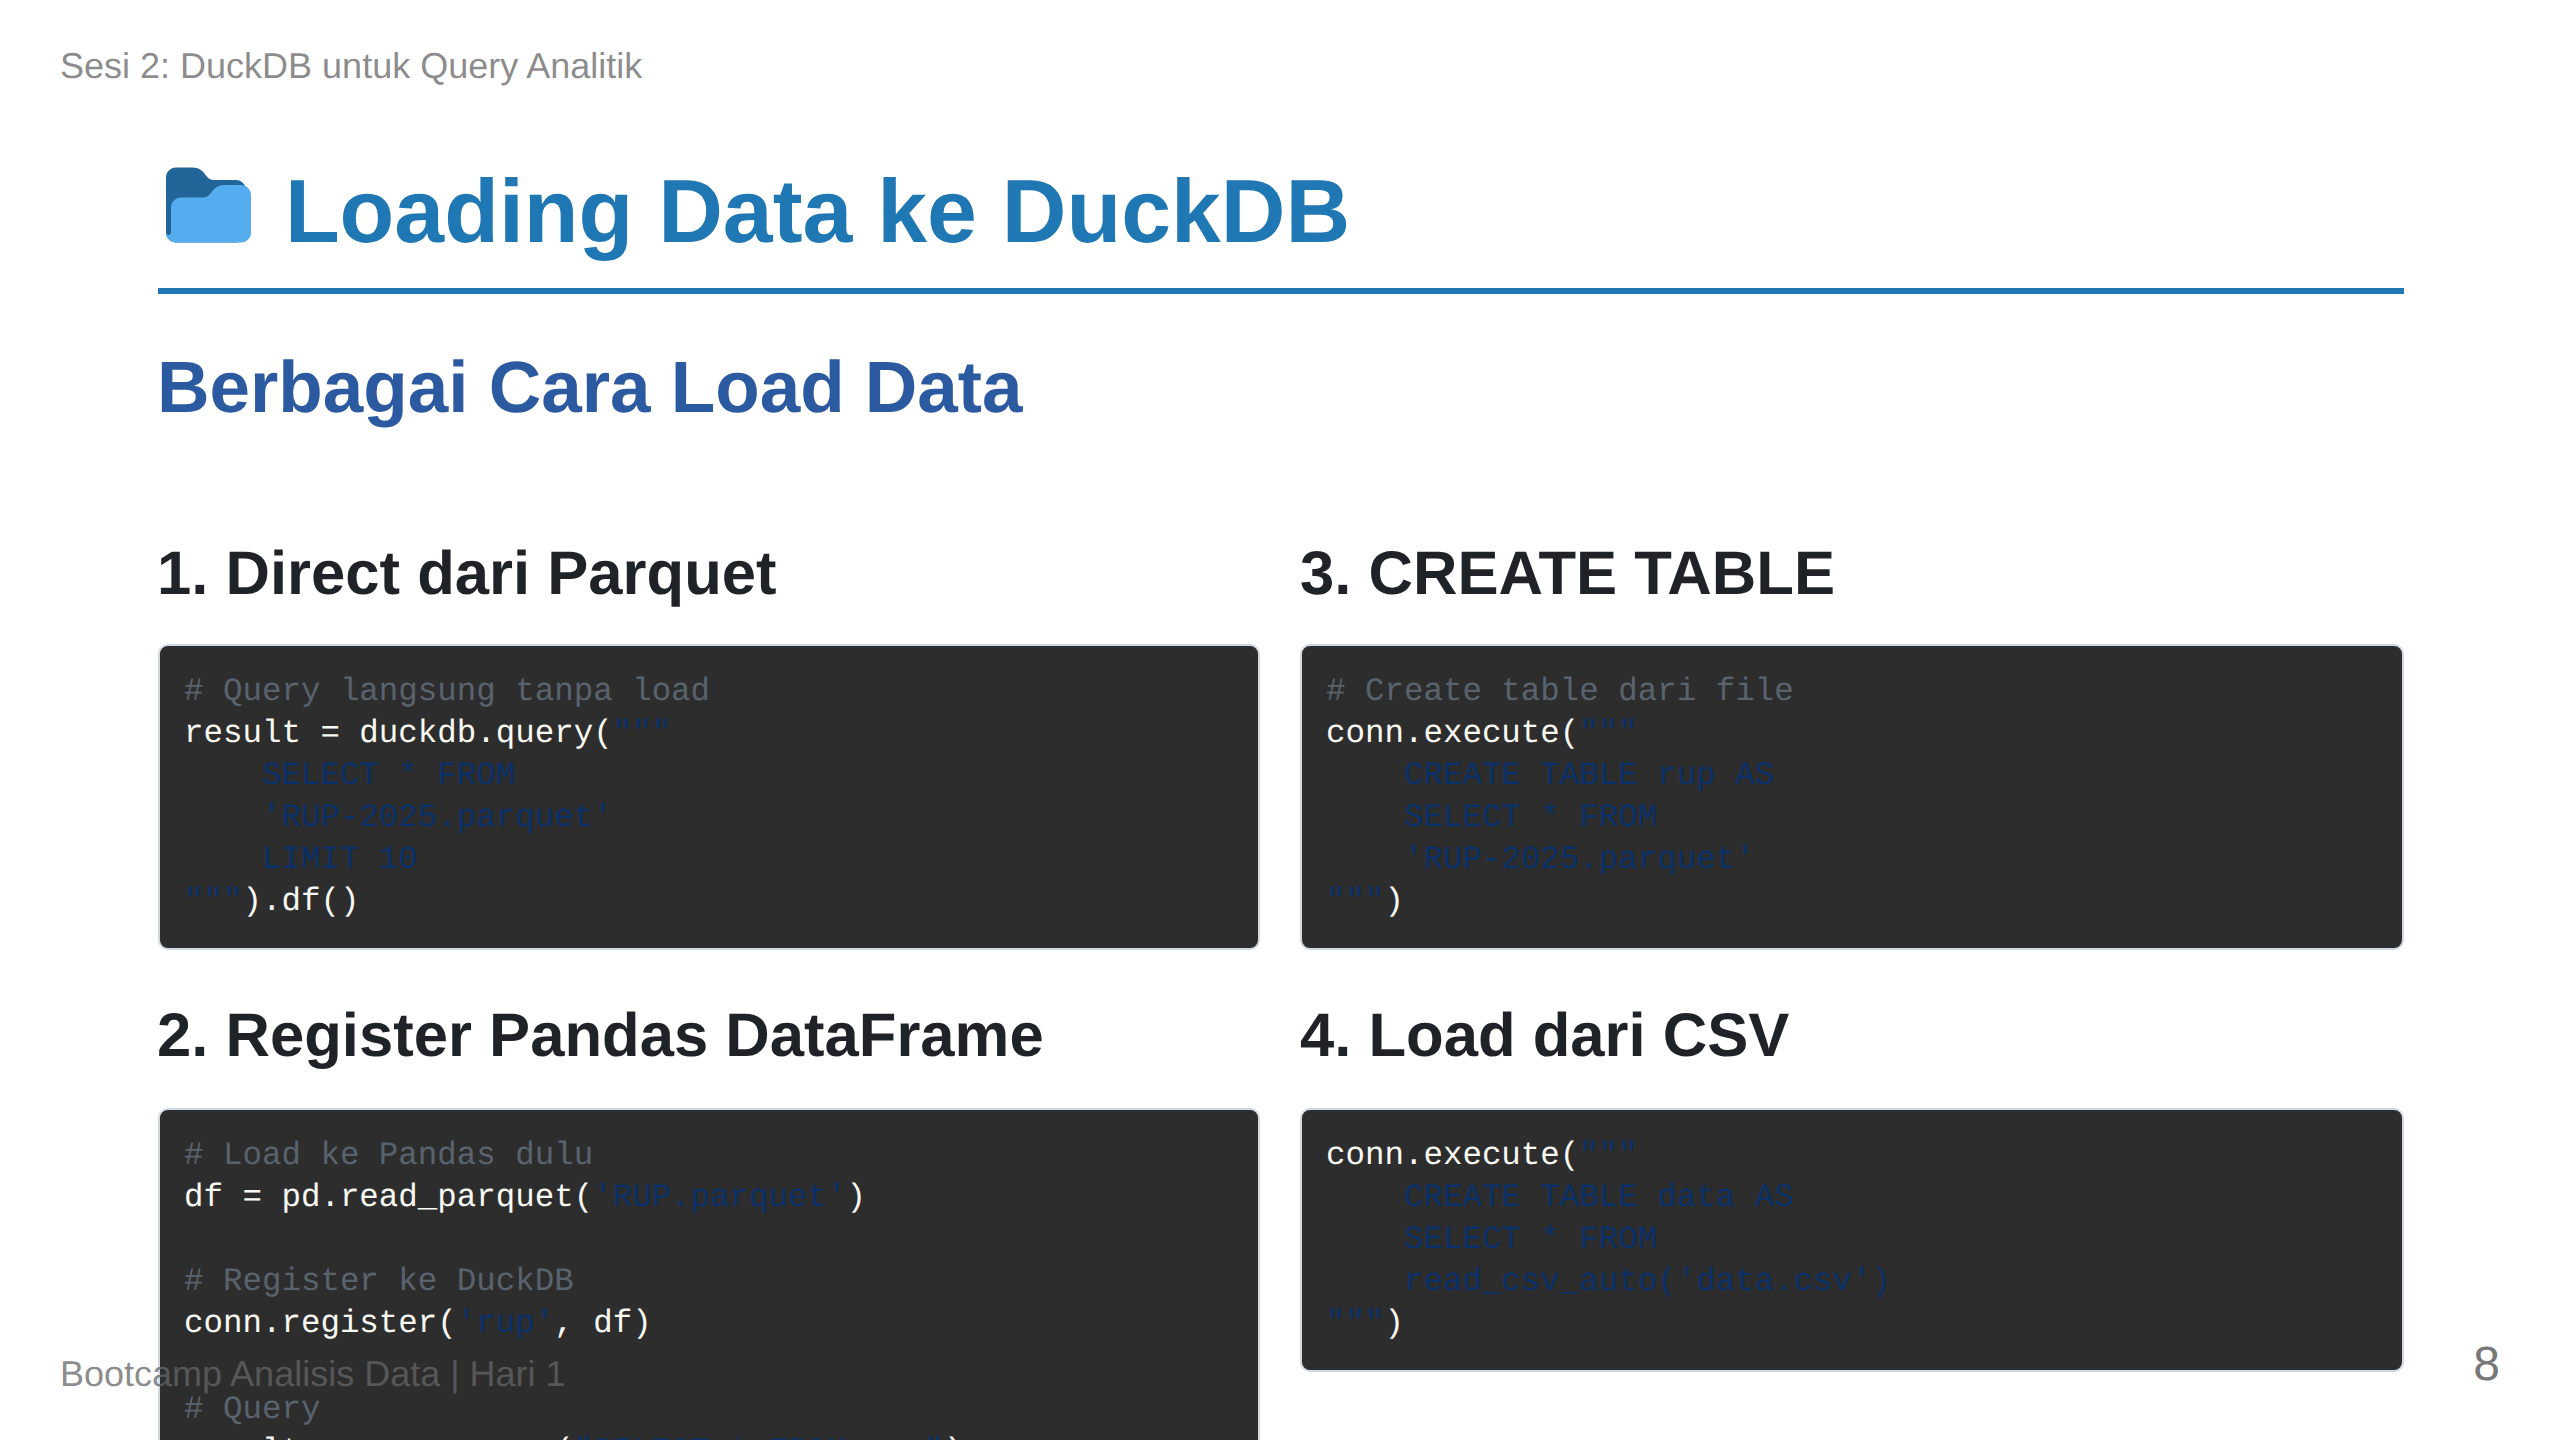 Sesi 2: DuckDB untuk Query Analitik
Loading Data ke DuckDB
Berbagai Cara Load Data
1. Direct dari Parquet
# Query langsung tanpa load
result = duckdb.query("""
    SELECT * FROM
    'RUP-2025.parquet'
    LIMIT 10
""").df()
2. Register Pandas DataFrame
# Load ke Pandas dulu
df = pd.read_parquet('RUP.parquet')
# Register ke DuckDB
conn.register('rup', df)
# Query
3. CREATE TABLE
# Create table dari file
conn.execute("""
    CREATE TABLE rup AS
    SELECT * FROM
    'RUP-2025.parquet'
""")
4. Load dari CSV
conn.execute("""
    CREATE TABLE data AS
    SELECT * FROM
    read_csv_auto('data.csv')
""")
Bootcamp Analisis Data | Hari 1
8